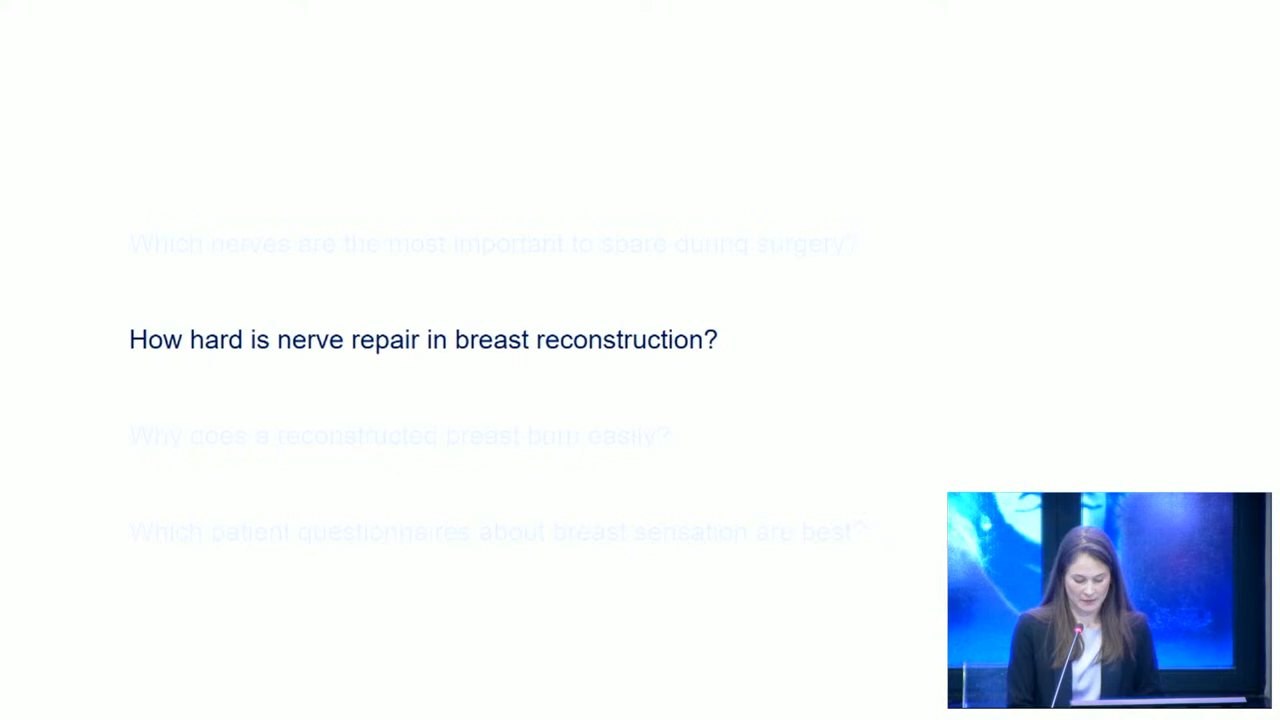 Which nerves are the most important to spare during surgery?
How hard is nerve repair in breast reconstruction?
Why does a reconstructed breast burn easily?
Which patient questionnaires about breast sensation are best?